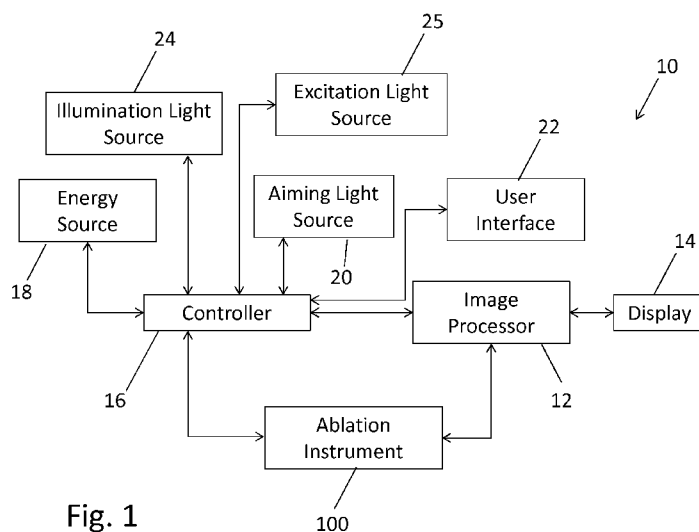 24
25
10
Illumination Light
Source
Excitation Light
Source
22
Energy
Source
Aiming Light
Source
User
Interface
18
20
14
Controller
Image
Processor
Display
16
12
Ablation
Instrument
100
Fig. 1